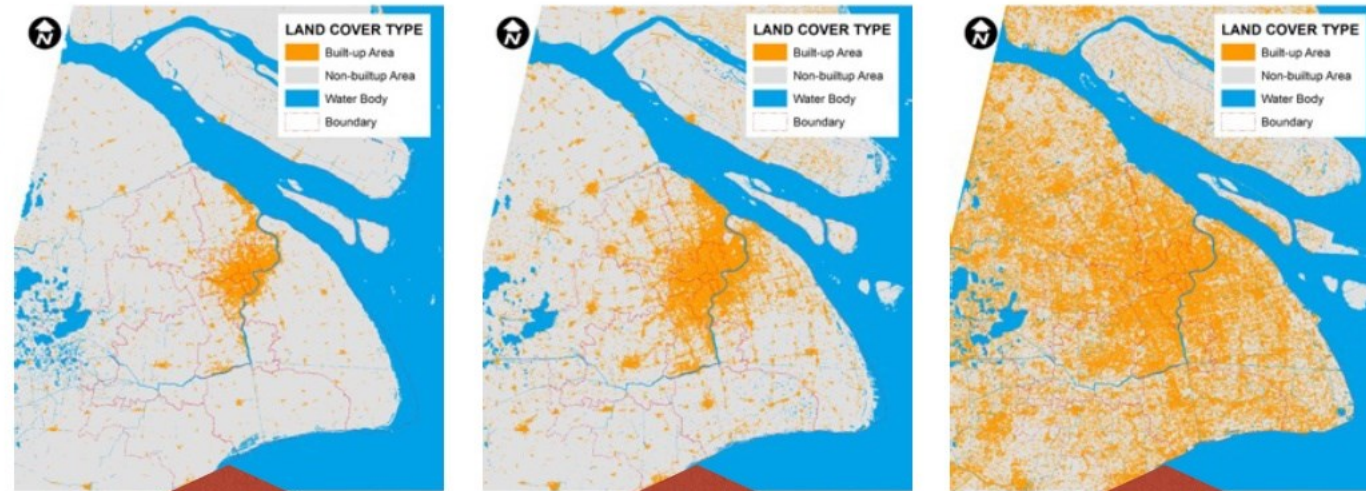 N
LAND COVER TYPE
Built-up Area
Non-builtup Area
Water Body
Boundary
N
LAND COVER TYPE
Built-up Area
Non-builtup Area
Water Body
Boundary
N
LAND COVER TYPE
Built-up Area
Non-builtup Area
Water Body
Boundary